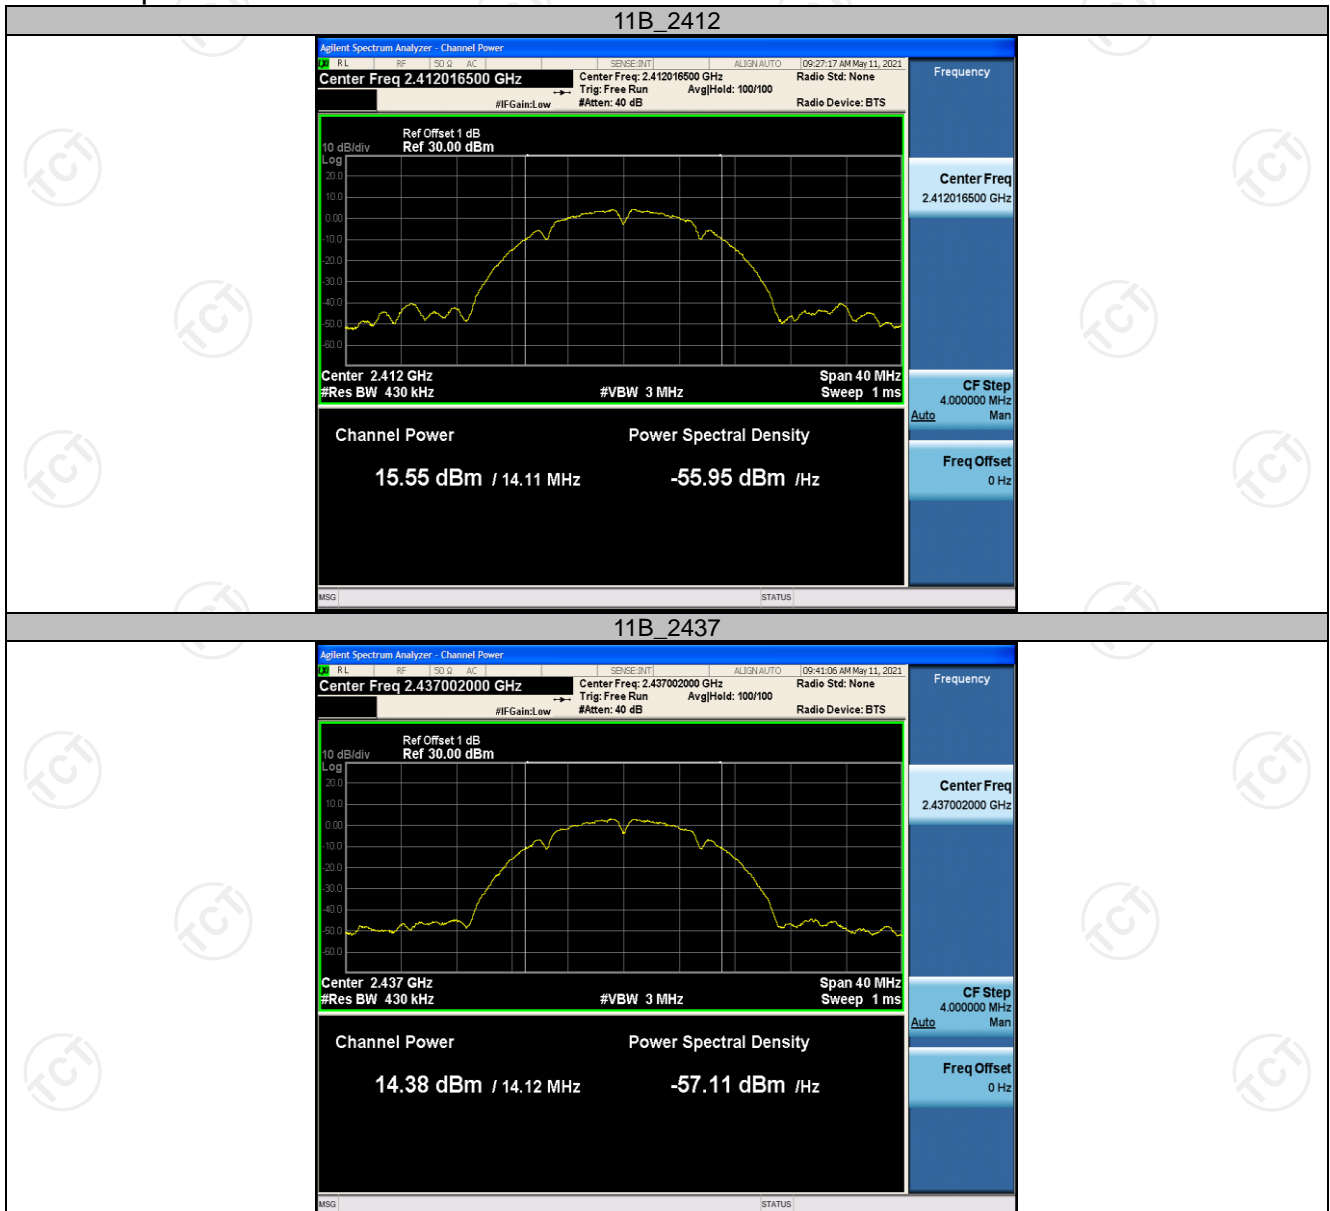 11B_2412
Agilent Spectrum Analyzer - Channel Power
RL RF 50 Ω AC SENSE:INT ALIGN AUTO 09:27:17 AM May 11, 2021
Center Freq 2.412016500 GHz
Center Freq: 2.412016500 GHz
Radio Std: None
Trig: Free Run Avg|Hold: 100/100
#IFGain:Low #Atten: 40 dB Radio Device: BTS
Frequency
Ref Offset 1 dB
10 dB/div Ref 30.00 dBm
Log
20.0
10.0
0.00
-10.0
-20.0
-30.0
-40.0
-50.0
-60.0
Center Freq
2.412016500 GHz
Center 2.412 GHz Span 40 MHz
#Res BW 430 kHz #VBW 3 MHz Sweep 1 ms
CF Step
4.000000 MHz
Auto Man
Channel Power Power Spectral Density
15.55 dBm / 14.11 MHz -55.95 dBm /Hz
Freq Offset
0 Hz
MSG STATUS
11B_2437
Agilent Spectrum Analyzer - Channel Power
RL RF 50 Ω AC SENSE:INT ALIGN AUTO 09:41:06 AM May 11, 2021
Center Freq 2.437002000 GHz
Center Freq: 2.437002000 GHz
Radio Std: None
Trig: Free Run Avg|Hold: 100/100
#IFGain:Low #Atten: 40 dB Radio Device: BTS
Frequency
Ref Offset 1 dB
10 dB/div Ref 30.00 dBm
Log
20.0
10.0
0.00
-10.0
-20.0
-30.0
-40.0
-50.0
-60.0
Center Freq
2.437002000 GHz
Center 2.437 GHz Span 40 MHz
#Res BW 430 kHz #VBW 3 MHz Sweep 1 ms
CF Step
4.000000 MHz
Auto Man
Channel Power Power Spectral Density
14.38 dBm / 14.12 MHz -57.11 dBm /Hz
Freq Offset
0 Hz
MSG STATUS
TCT